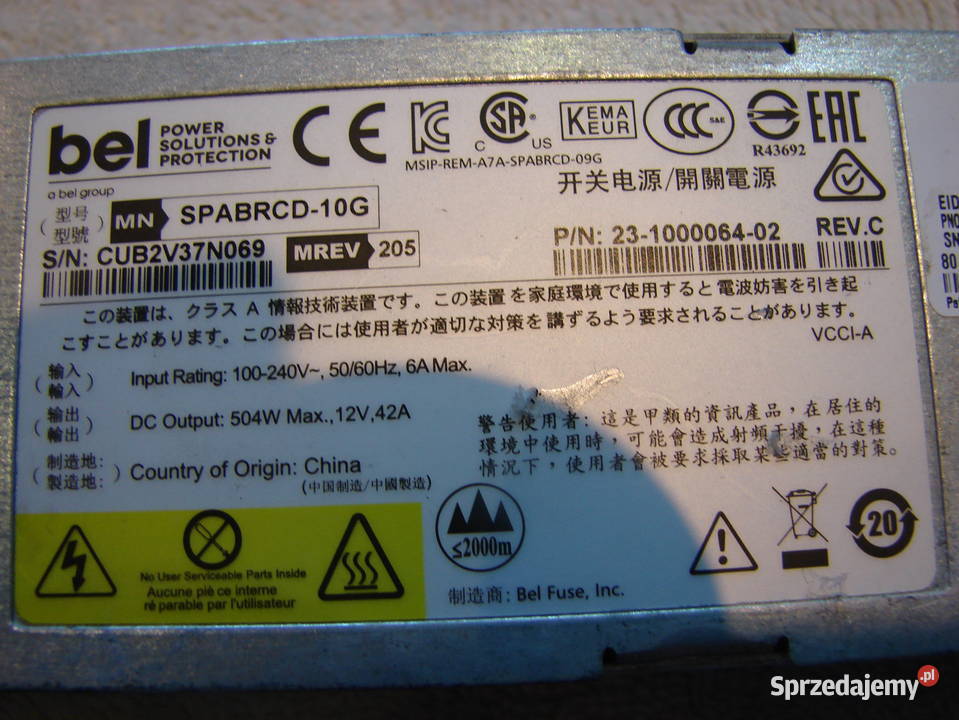 bel POWER SOLUTIONS & PROTECTION
a bel group
CE
KC
MSIP-REM-A7A-SPABRCD-09G
C SA US
KEMA KEUR
CCC S&E
R43692
EAC
开关电源/開關電源
(型号 型號) MN SPABRCD-10G
S/N: CUB2V37N069
MREV 205
P/N: 23-1000064-02
REV.C
この装置は、クラス A 情報技術装置です。この装置を家庭環境で使用すると電波妨害を引き起
こすことがあります。この場合には使用者が適切な対策を講ずるよう要求されることがあります。
VCCI-A
(输入 輸入) Input Rating: 100-240V~, 50/60Hz, 6A Max.
(输出 輸出) DC Output: 504W Max.,12V,42A
(制造地: 製造地:) Country of Origin: China
(中国制造/中國製造)
警告使用者: 這是甲類的資訊產品，在居住的
環境中使用時，可能會造成射頻干擾，在這種
情況下，使用者會被要求採取某些適當的對策。
No User Serviceable Parts Inside
Aucune piè ce interne
ré parable par l'utilisateur
≤2000m
制造商: Bel Fuse, Inc.
20
EID
PNO
SN
80
Pa
Sprzedajemy.pl